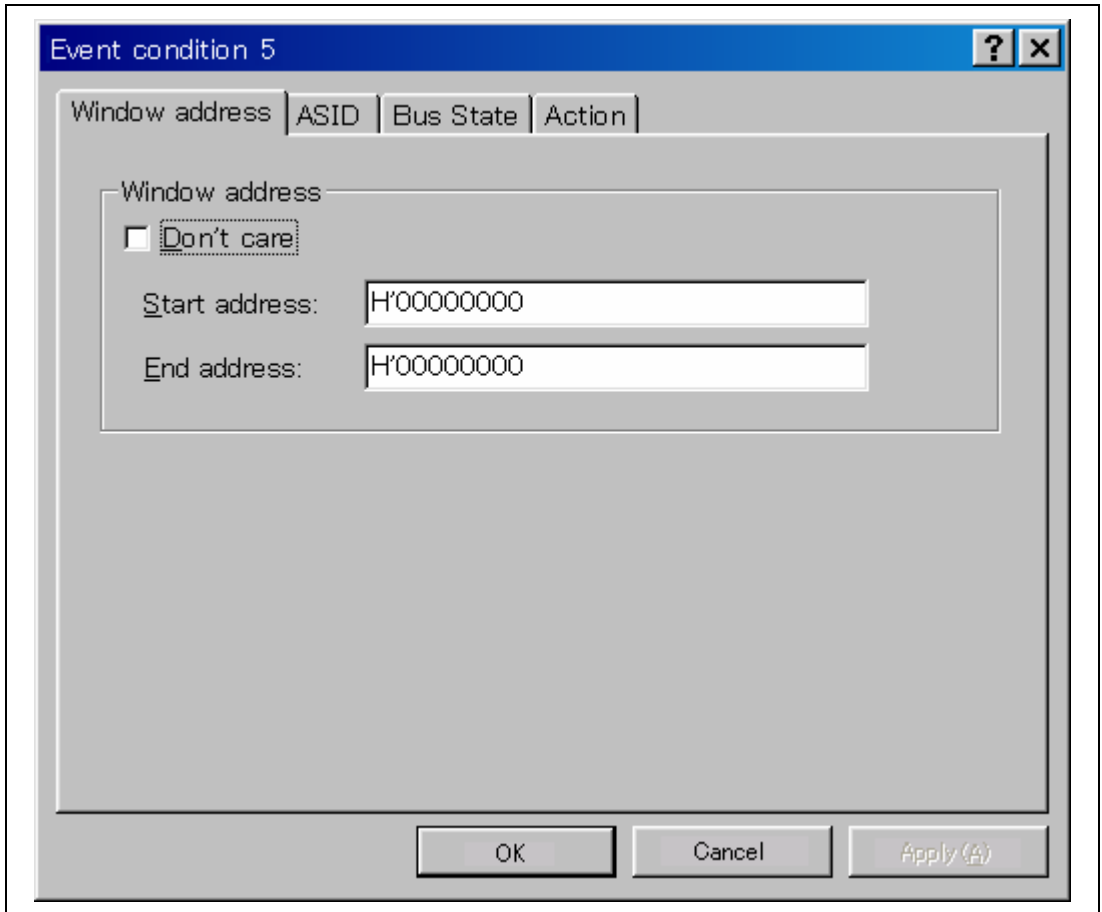 Event condition 5
Window address ASID Bus State Action
Window address
Don't care
Start address: H'00000000
End address: H'00000000
OK Cancel Apply(A)